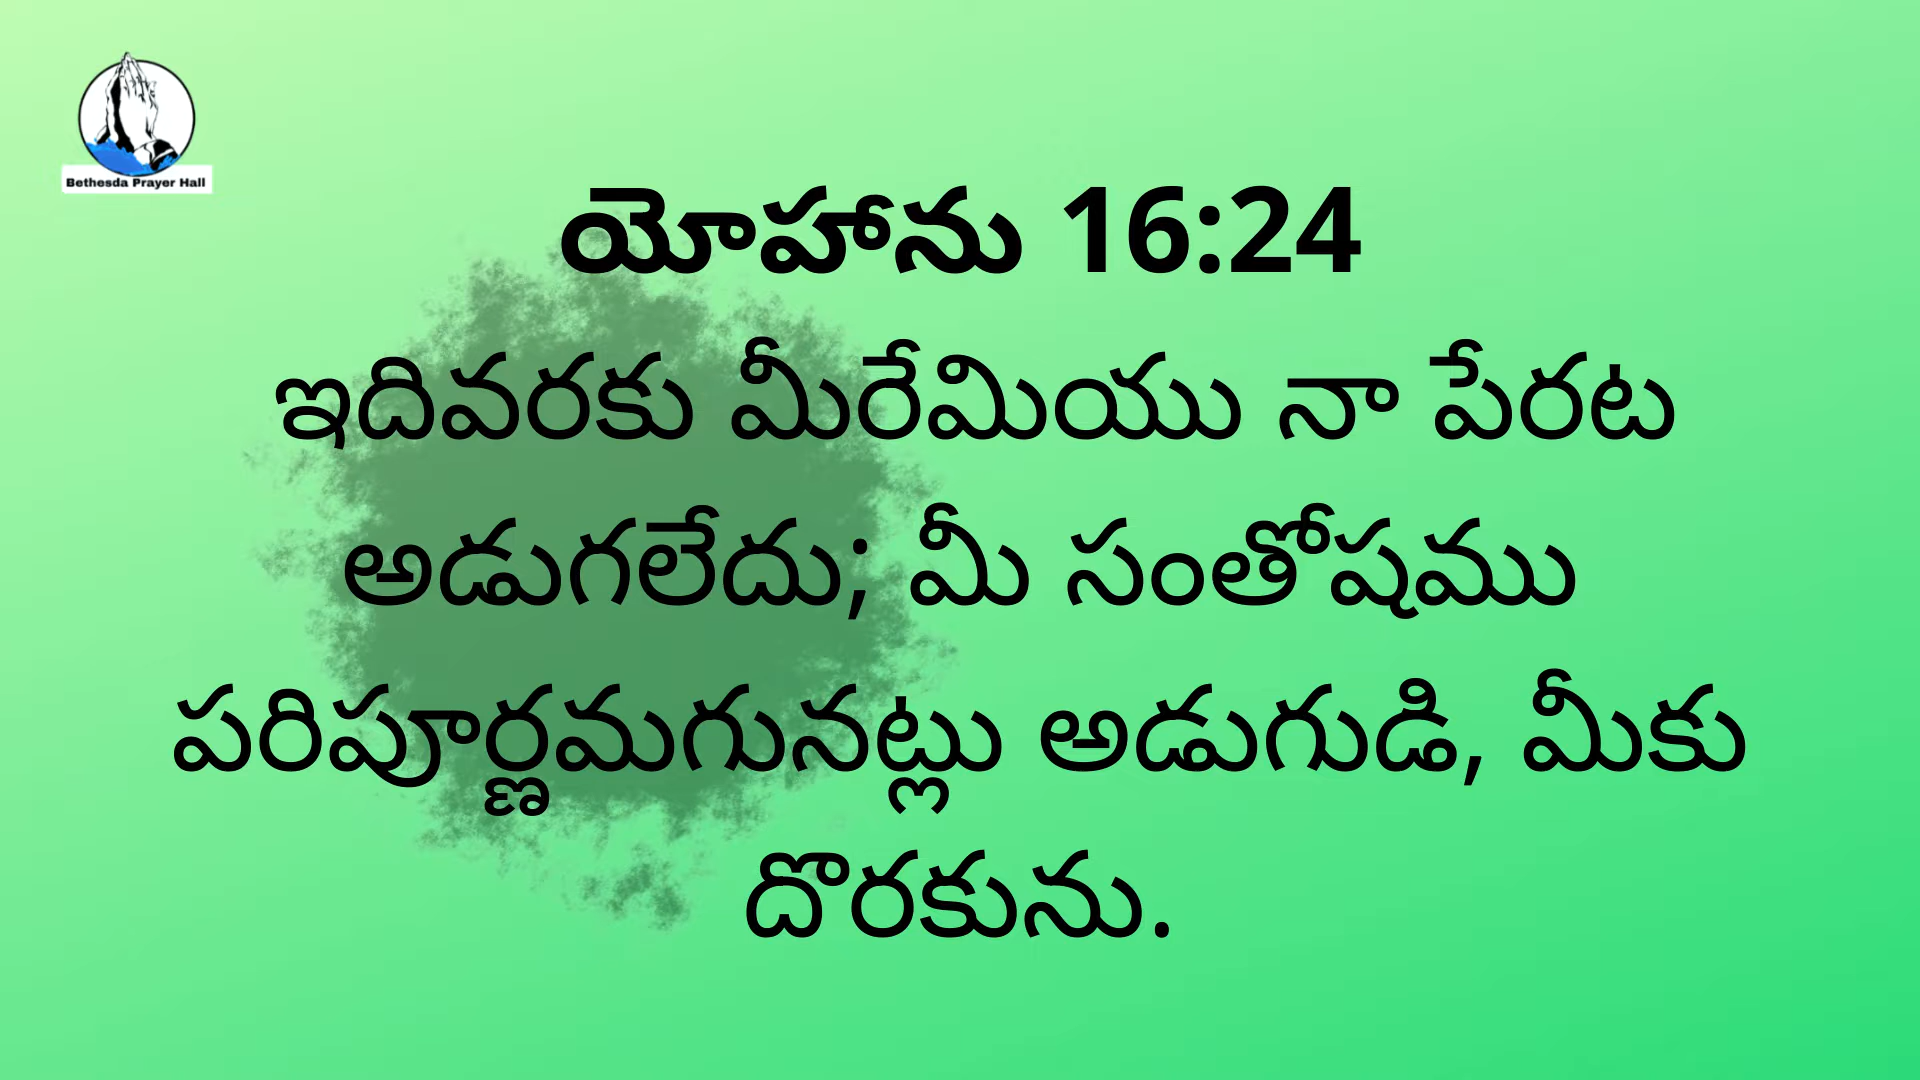 Bethesda Prayer Hall
యోహాను 16:24
ఇదివరకు మీరేమియు నా పేరట
అడుగలేదు; మీ సంతోషము
పరిపూర్ణమగునట్లు అడుగుడి, మీకు
దొరకును.